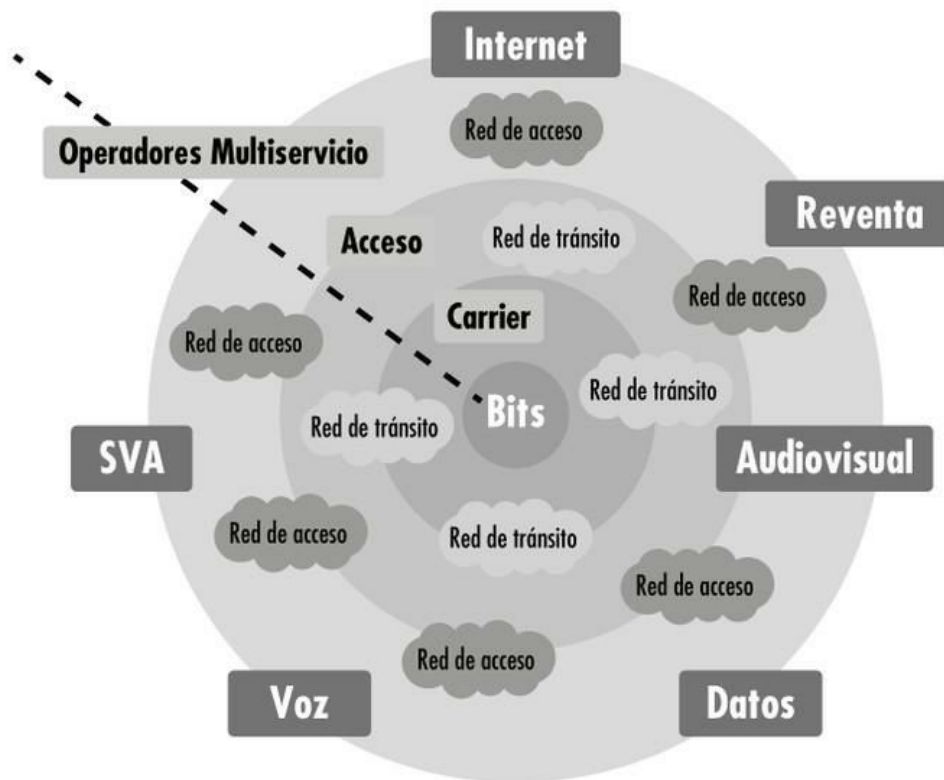 Internet
Red de acceso
Operadores Multiservicio
Reventa
Acceso
Red de tránsito
Red de acceso
Carrier
Red de acceso
Red de tránsito
Bits
Red de tránsito
SVA
Audiovisual
Red de acceso
Red de tránsito
Red de acceso
Red de acceso
Voz
Datos